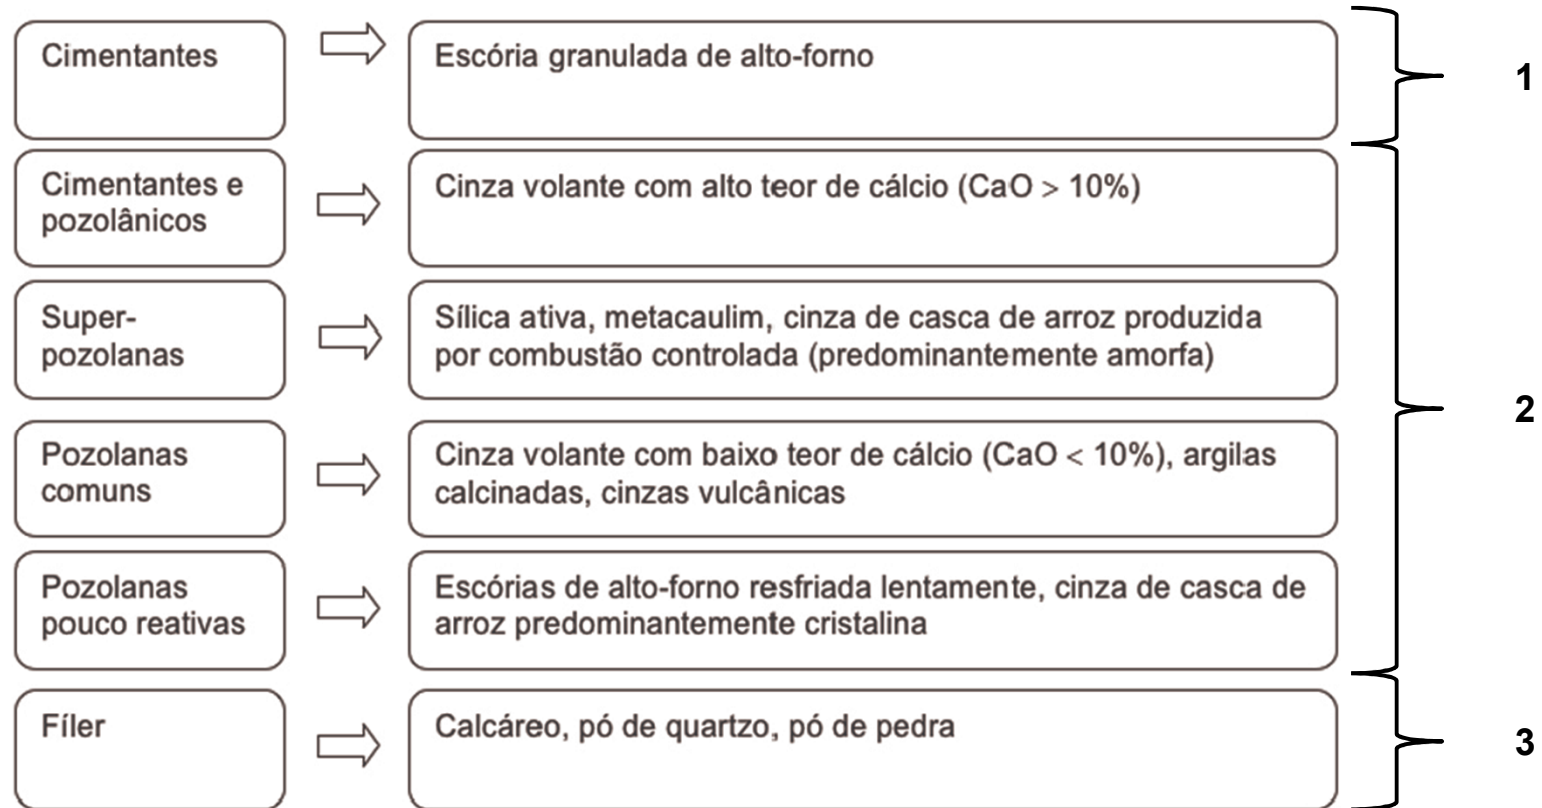 Cimentantes
Escória granulada de alto-forno
1
Cimentantes e
pozolânicos
Cinza volante com alto teor de cálcio (CaO > 10%)
Super-
pozolanas
Sílica ativa, metacaulim, cinza de casca de arroz produzida
por combustão controlada (predominantemente amorfa)
2
Pozolanas
comuns
Cinza volante com baixo teor de cálcio (CaO < 10%), argilas
calcinadas, cinzas vulcânicas
Pozolanas
pouco reativas
Escórias de alto-forno resfriada lentamente, cinza de casca de
arroz predominantemente cristalina
Fíler
Calcáreo, pó de quartzo, pó de pedra
3